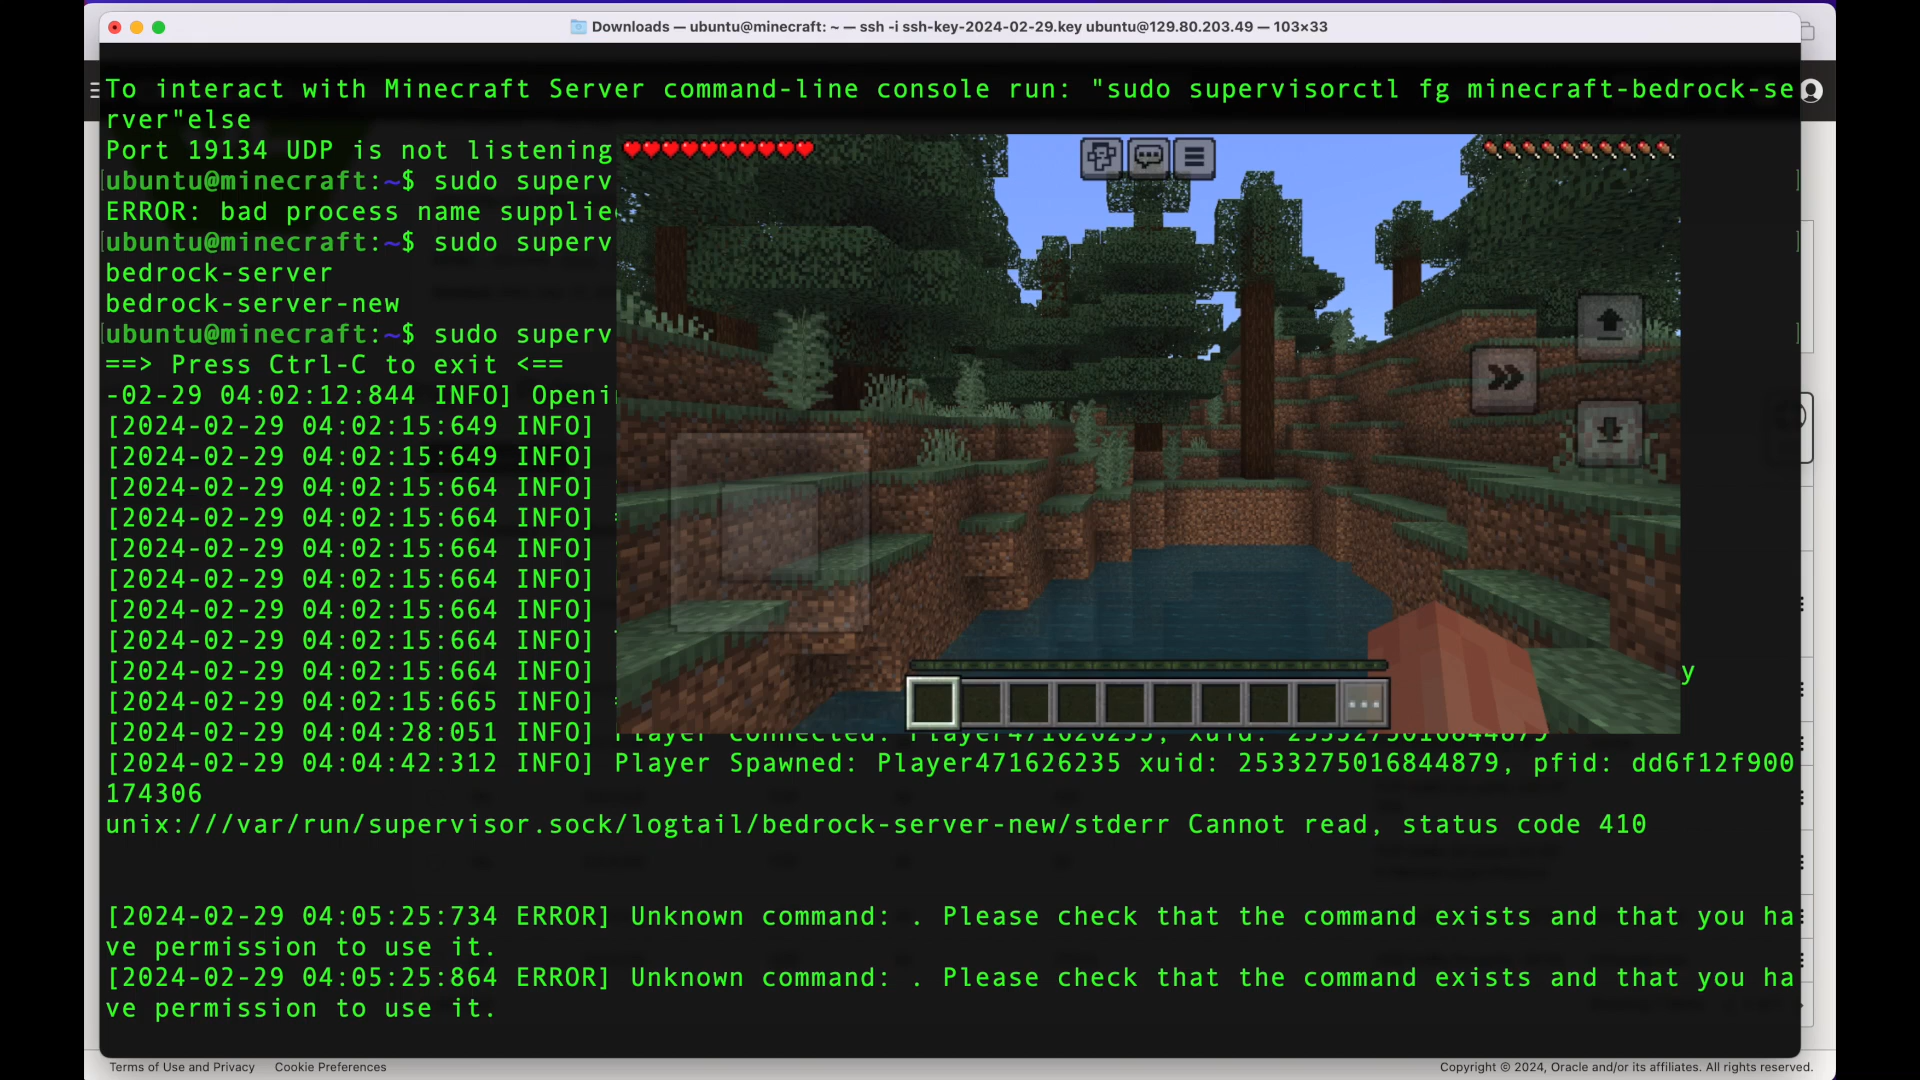 Downloads — ubuntu@minecraft: ~ — ssh -i ssh-key-2024-02-29.key ubuntu@129.80.203.49 — 103×33
To interact with Minecraft Server command-line console run: "sudo supervisorctl fg minecraft-bedrock-se
rver"else
Port 19134 UDP is not listening
ubuntu@minecraft:~$ sudo superv
ERROR: bad process name supplie
ubuntu@minecraft:~$ sudo superv
bedrock-server
bedrock-server-new
ubuntu@minecraft:~$ sudo superv
==> Press Ctrl-C to exit <==
-02-29 04:02:12:844 INFO] Openi
[2024-02-29 04:02:15:649 INFO]
[2024-02-29 04:02:15:649 INFO]
[2024-02-29 04:02:15:664 INFO]
[2024-02-29 04:02:15:664 INFO]
[2024-02-29 04:02:15:664 INFO]
[2024-02-29 04:02:15:664 INFO]
[2024-02-29 04:02:15:664 INFO]
[2024-02-29 04:02:15:664 INFO]
[2024-02-29 04:02:15:664 INFO] y
[2024-02-29 04:02:15:665 INFO]
[2024-02-29 04:04:28:051 INFO] Player Connected: Player471626235, xuid: 2533275016844879
[2024-02-29 04:04:42:312 INFO] Player Spawned: Player471626235 xuid: 2533275016844879, pfid: dd6f12f900
174306
unix:///var/run/supervisor.sock/logtail/bedrock-server-new/stderr Cannot read, status code 410
[2024-02-29 04:05:25:734 ERROR] Unknown command: . Please check that the command exists and that you ha
ve permission to use it.
[2024-02-29 04:05:25:864 ERROR] Unknown command: . Please check that the command exists and that you ha
ve permission to use it.
Terms of Use and Privacy Cookie Preferences Copyright © 2024, Oracle and/or its affiliates. All rights reserved.